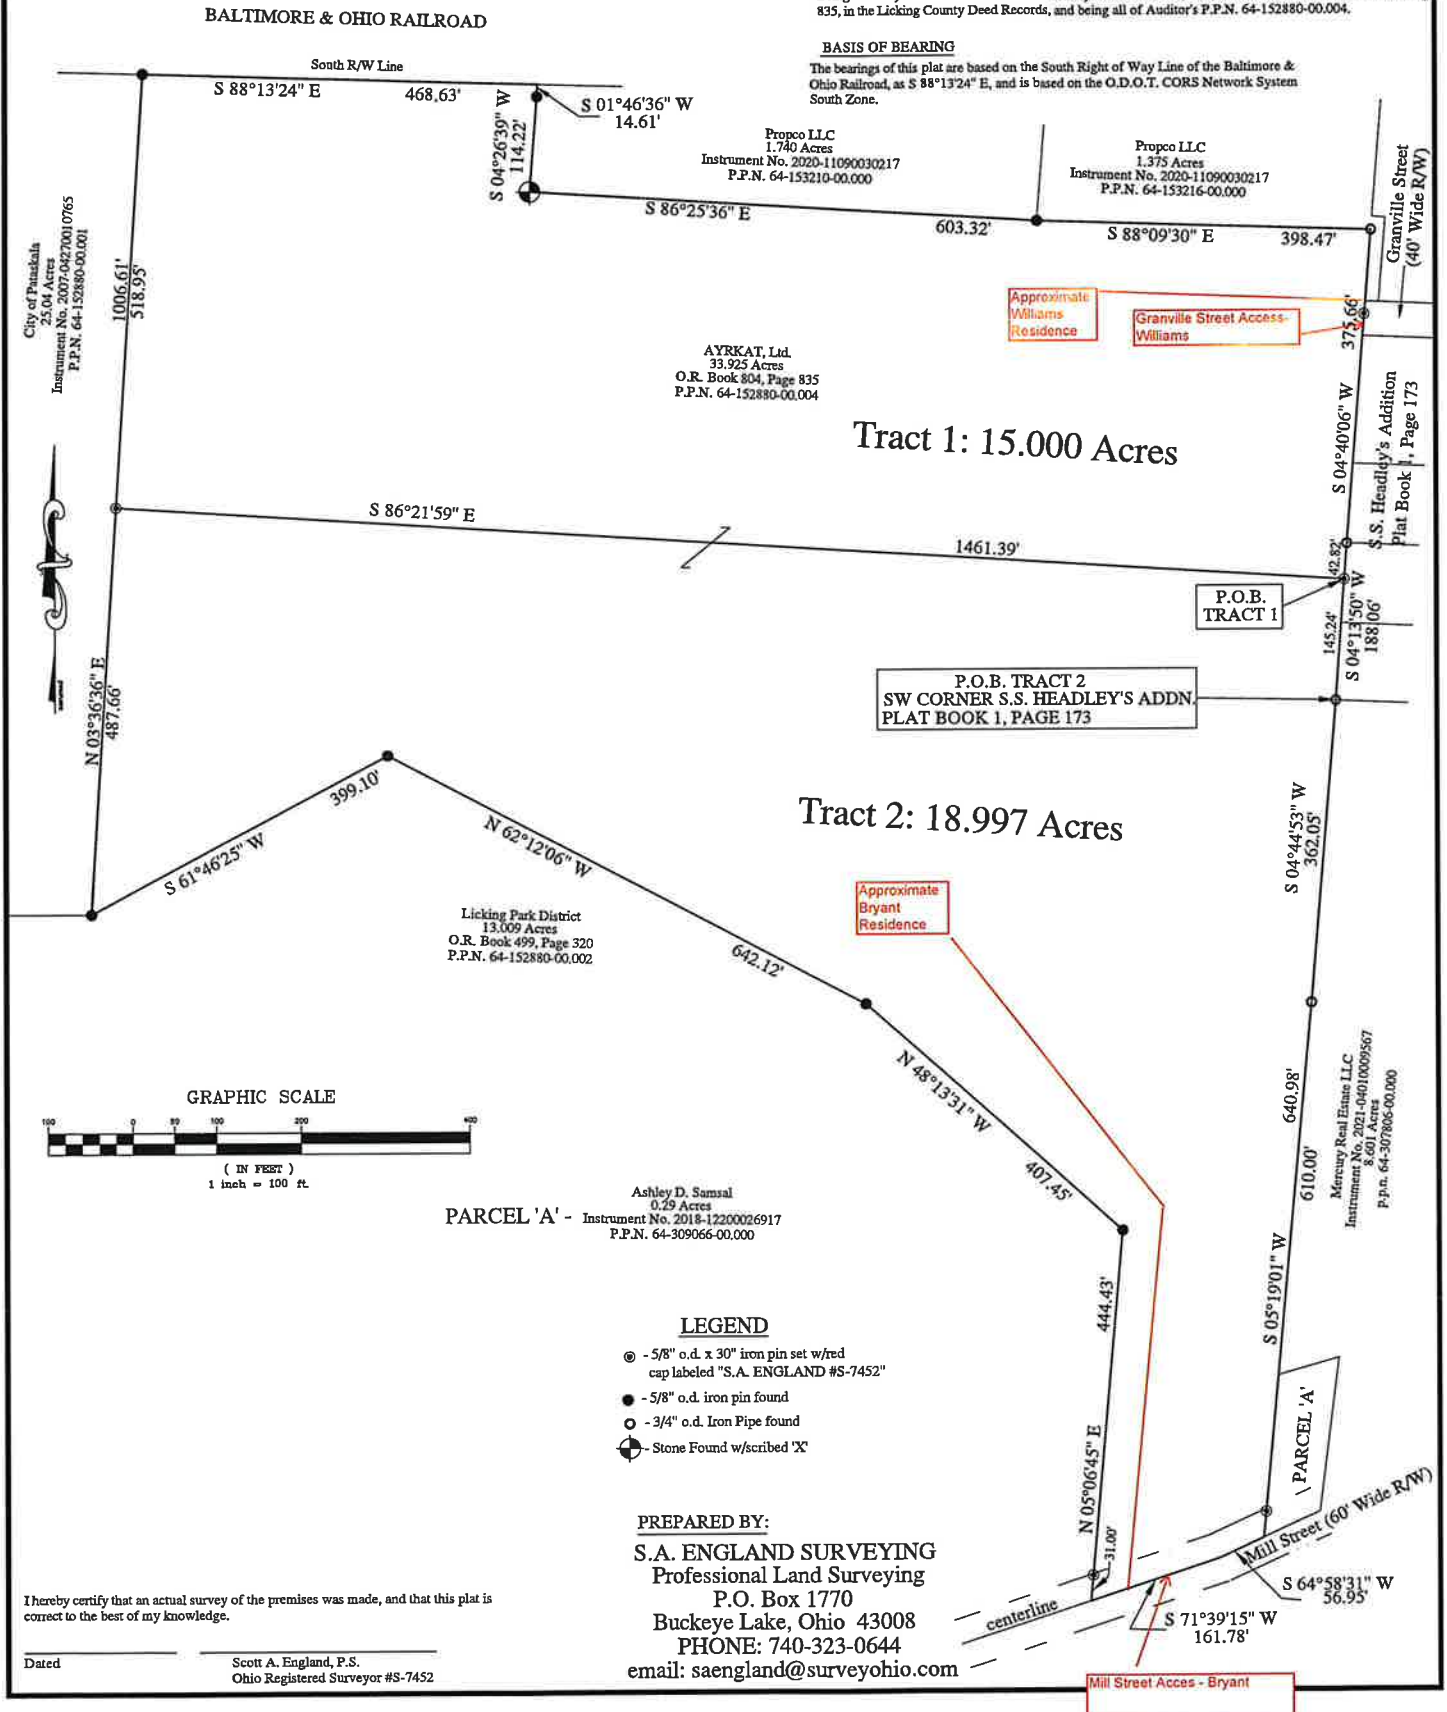 835, in the Licking County Deed Records, and being all of Auditor's P.P.N. 64-152880-00.004.
BALTIMORE & OHIO RAILROAD
BASIS OF BEARING
The bearings of this plat are based on the South Right of Way Line of the Baltimore &
Ohio Railroad, as S 88°13'24" E, and is based on the O.D.O.T. CORS Network System
South Zone.
South R/W Line
S 88°13'24" E
468.63'
S 01°46'36" W
14.61'
S 04°26'39" W
114.22'
Propco LLC
1.740 Acres
Instrument No. 2020-11090030217
P.P.N. 64-153210-00.000
Propco LLC
1.375 Acres
Instrument No. 2020-11090030217
P.P.N. 64-153216-00.000
Granville Street
(40' Wide R/W)
S 86°25'36" E
603.32'
S 88°09'30" E
398.47'
City of Pataskala
25.04 Acres
Instrument No. 2007-04270010765
P.P.N. 64-152880-00.001
1006.61'
518.95'
Approximate
Williams
Residence
Granville Street Access-
Williams
375.66'
AYRKAT, Ltd.
33.925 Acres
O.R. Book 804, Page 835
P.P.N. 64-152880-00.004
Tract 1: 15.000 Acres
S 04°40'06" W
S.S. Headley's Addition
Plat Book 1, Page 173
S 86°21'59" E
1461.39'
42.82'
P.O.B.
TRACT 1
145.24'
S 04°13'50" W
188.06'
P.O.B. TRACT 2
SW CORNER S.S. HEADLEY'S ADDN.
PLAT BOOK 1, PAGE 173
N 03°36'36" E
487.66'
399.10'
S 61°46'25" W
N 62°12'06" W
642.12'
Tract 2: 18.997 Acres
S 04°44'53" W
362.05'
Approximate
Bryant
Residence
Licking Park District
13.009 Acres
O.R. Book 499, Page 320
P.P.N. 64-152880-00.002
N 48°13'31" W
407.45'
640.98'
610.00'
S 05°19'01" W
Mercury Real Estate LLC
Instrument No. 2021-04010009567
8.601 Acres
p.p.n. 64-307806-00.000
GRAPHIC SCALE
100 0 50 100 200 400
( IN FEET )
1 inch = 100 ft.
PARCEL 'A' -
Ashley D. Samsal
0.29 Acres
Instrument No. 2018-12200026917
P.P.N. 64-309066-00.000
444.43'
N 05°06'45" E
31.00'
LEGEND
- 5/8" o.d. x 30" iron pin set w/red
cap labeled "S.A. ENGLAND #S-7452"
- 5/8" o.d. iron pin found
- 3/4" o.d. Iron Pipe found
- Stone Found w/scribed 'X'
PARCEL 'A'
Mill Street (60' Wide R/W)
centerline
S 64°58'31" W
56.95'
S 71°39'15" W
161.78'
Mill Street Acces - Bryant
PREPARED BY:
S.A. ENGLAND SURVEYING
Professional Land Surveying
P.O. Box 1770
Buckeye Lake, Ohio 43008
PHONE: 740-323-0644
email: saengland@surveyohio.com
I hereby certify that an actual survey of the premises was made, and that this plat is
correct to the best of my knowledge.
Dated
Scott A. England, P.S.
Ohio Registered Surveyor #S-7452